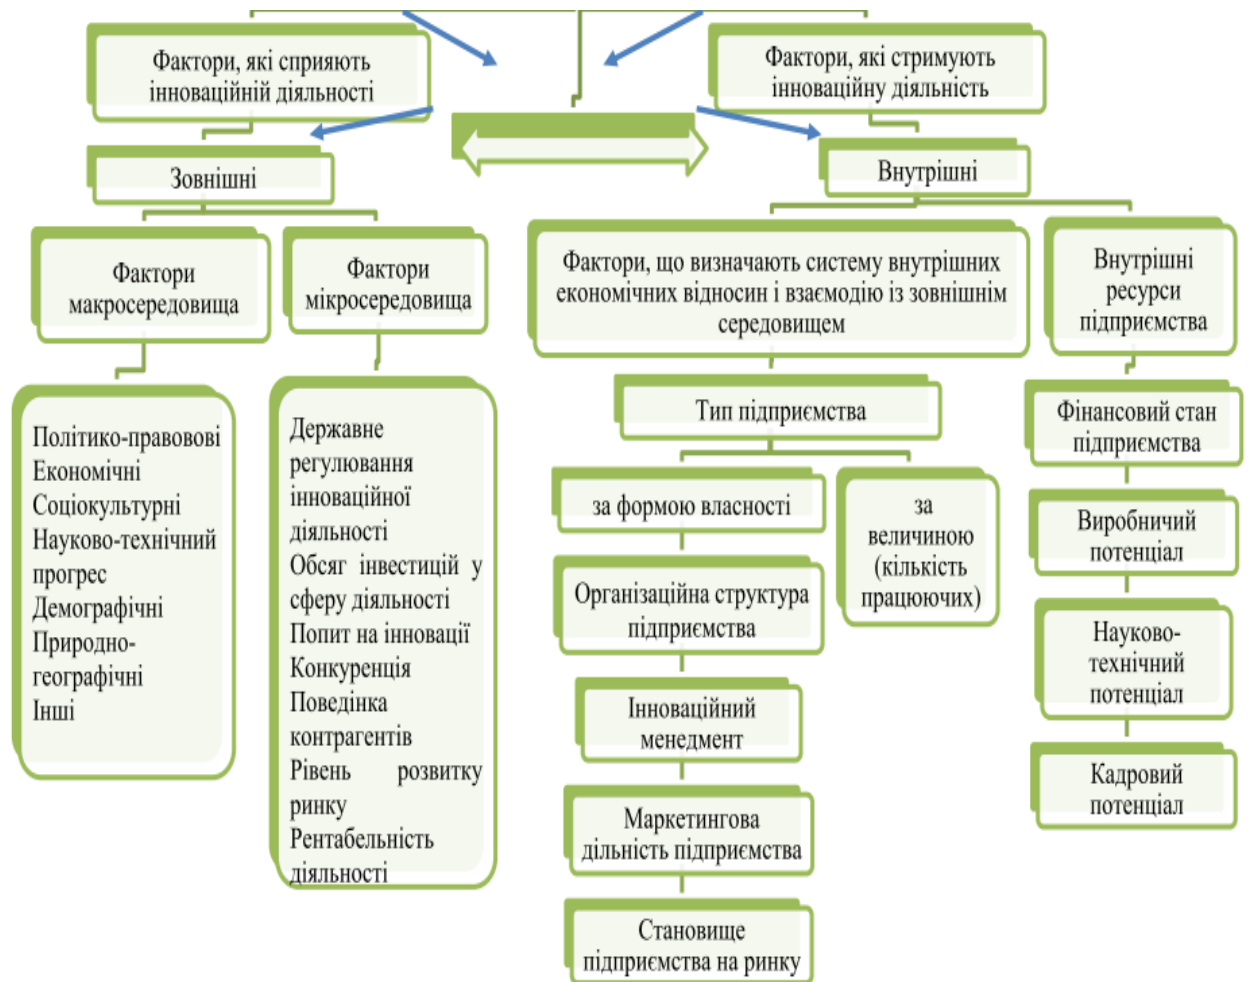 Фактори, які сприяють
інноваційній діяльності
Фактори, які стримують
інноваційну діяльність
Зовнішні
Внутрішні
Фактори
макросередовища
Фактори
мікросередовища
Фактори, що визначають систему внутрішніх
економічних відносин і взаємодію із зовнішнім
середовищем
Внутрішні
ресурси
підприємства
Політико-правовові
Економічні
Соціокультурні
Науково-технічний
прогрес
Демографічні
Природно-
географічні
Інші
Державне
регулювання
інноваційної
діяльності
Обсяг інвестицій у
сферу діяльності
Попит на інновації
Конкуренція
Поведінка
контрагентів
Рівень розвитку
ринку
Рентабельність
діяльності
Тип підприємства
за формою власності
за
величиною
(кількість
працюючих)
Організаційна структура
підприємства
Інноваційний
менедмент
Маркетингова
дільність підприємства
Становище
підприємства на ринку
Фінансовий стан
підприємства
Виробничий
потенціал
Науково-
технічний
потенціал
Кадровий
потенціал